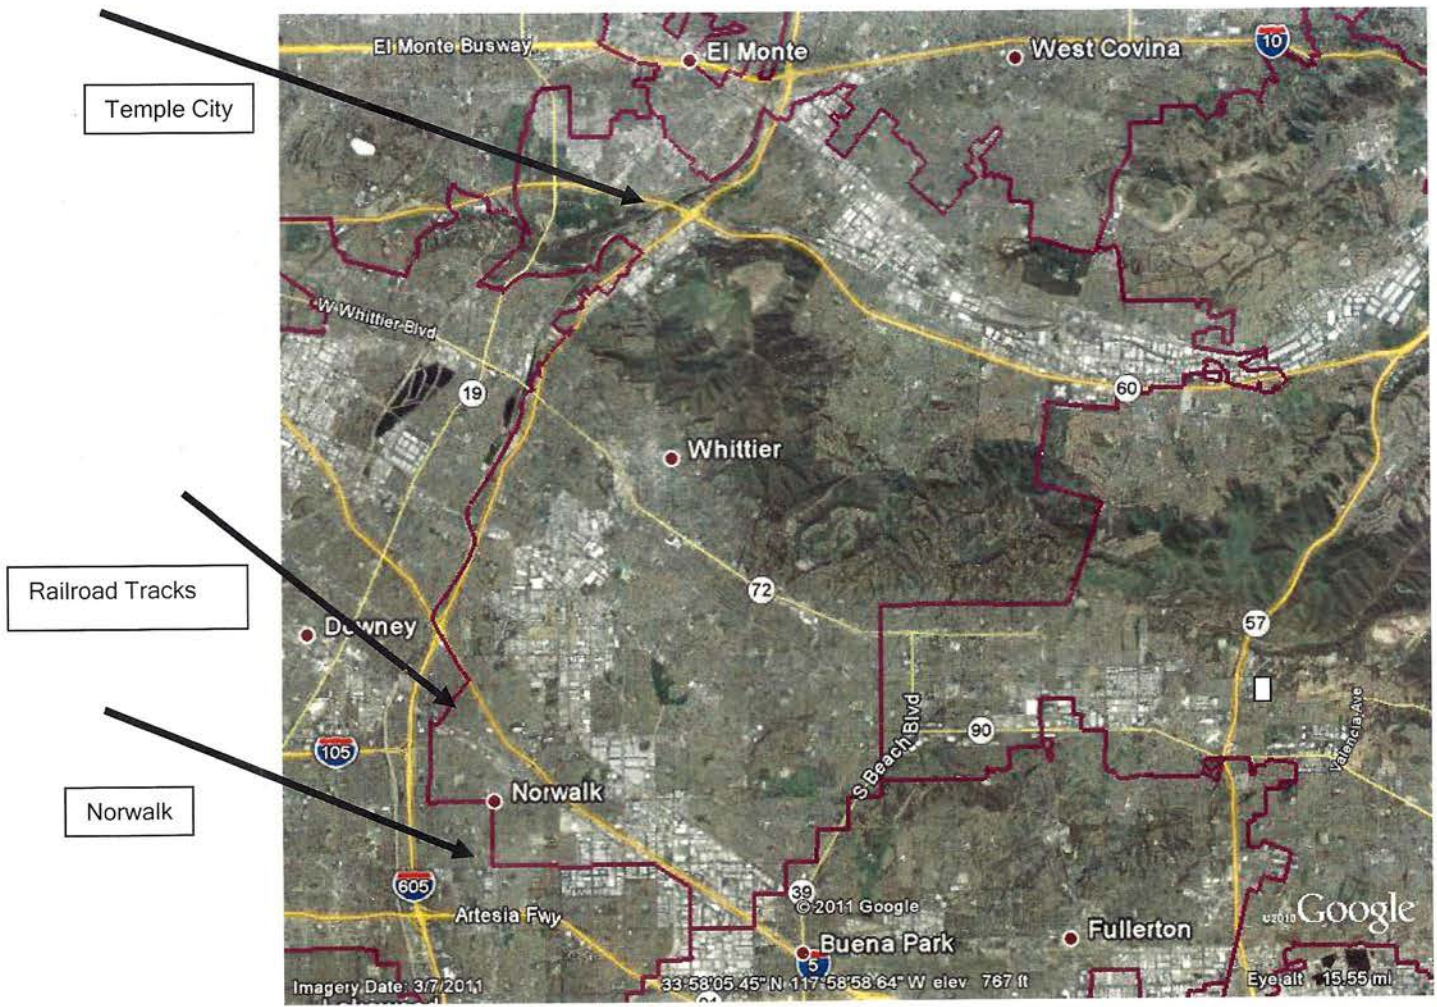 El Monte Busway
El Monte
West Covina
10
Temple City
W Whittier Blvd
19
60
Whittier
Railroad Tracks
72
Downey
57
105
S Beach Blvd
90
Valencia Ave
Norwalk
Norwalk
605
39
© 2011 Google
Artesia Fwy
©2010 Google
Fullerton
Buena Park
5
Imagery Date: 3/7/2011
33°58'05.45" N 117°58'58.64" W elev 767 ft
Eye alt 15.55 mi